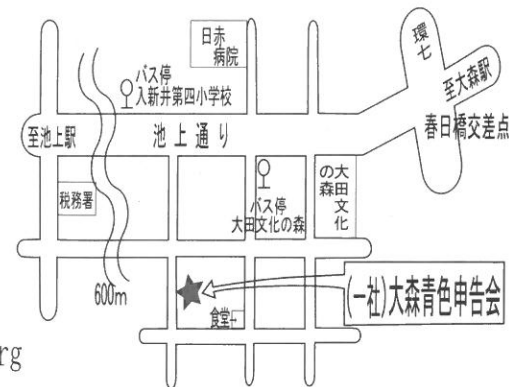 日赤
病院
環七
至大森駅
バス停
入新井第四小学校
春日橋交差点
至池上駅
池上通り
税務署
バス停
大田文化の森
大田文化
の森
600m
(一社)大森青色申告会
食堂
rg